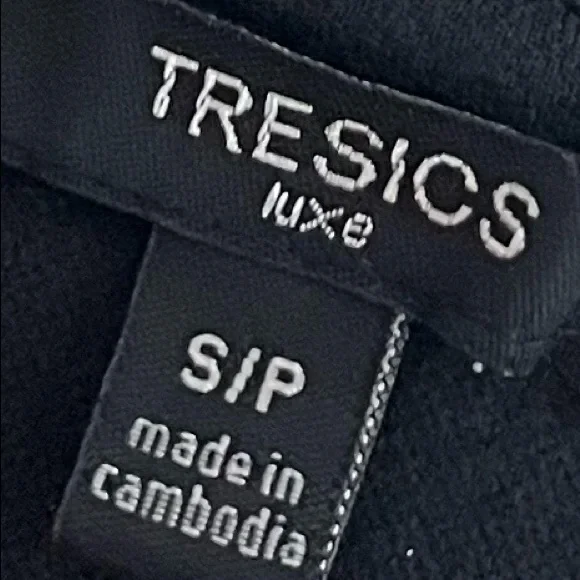 TRESICS
luxe
S/P
made in
cambodia